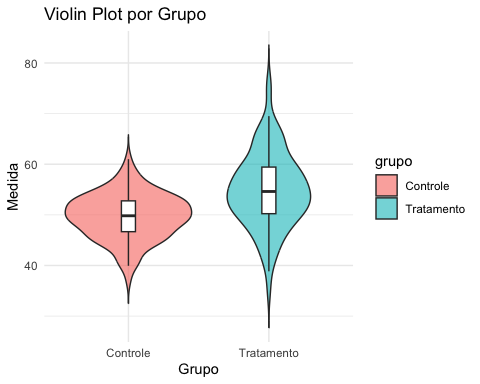 Violin Plot por Grupo
80
60
40
Medida
Controle
Tratamento
Grupo
grupo
Controle
Tratamento